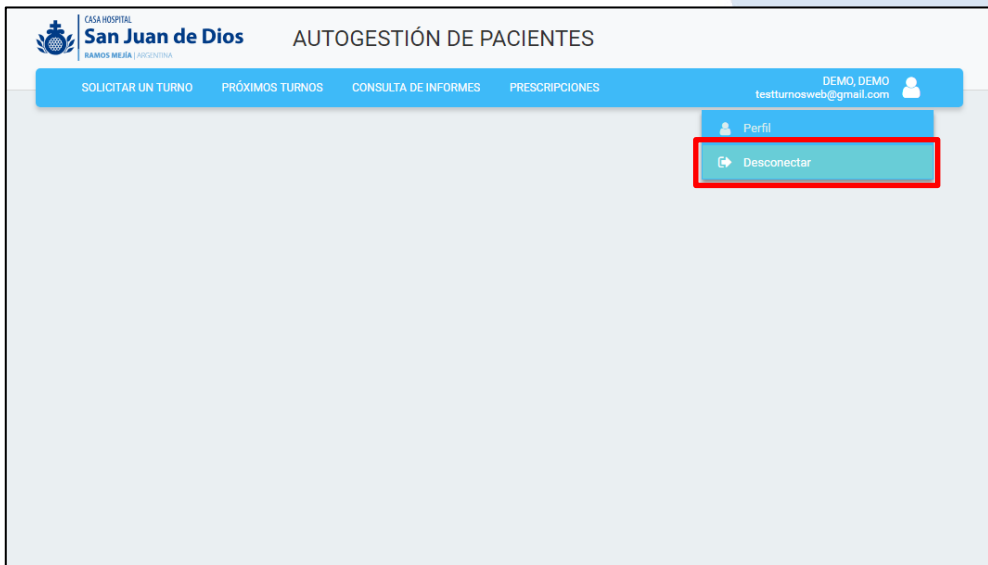 CASA HOSPITAL
San Juan de Dios
RAMOS MEJÍA | ARGENTINA
AUTOGESTIÓN DE PACIENTES
SOLICITAR UN TURNO PRÓXIMOS TURNOS CONSULTA DE INFORMES PRESCRIPCIONES
DEMO, DEMO
testturnosweb@gmail.com
Perfil
Desconectar